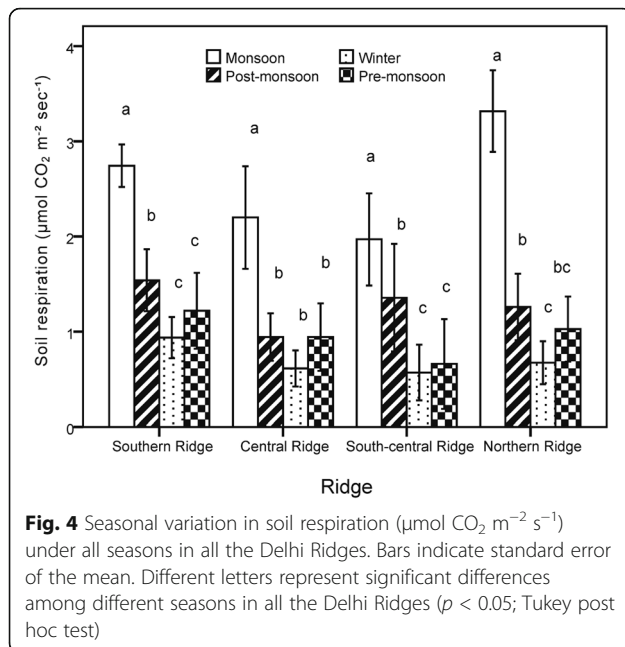 4
3
2
1
0
Soil respiration (µmol CO₂ m⁻² sec⁻¹)
Monsoon
Winter
Post-monsoon
Pre-monsoon
a
b
c
c
a
b
b
b
a
b
c
c
a
b
c
bc
Southern Ridge
Central Ridge
South-central Ridge
Northern Ridge
Ridge
Fig. 4 Seasonal variation in soil respiration (µmol CO₂ m⁻² s⁻¹)
under all seasons in all the Delhi Ridges. Bars indicate standard error
of the mean. Different letters represent significant differences
among different seasons in all the Delhi Ridges (p < 0.05; Tukey post
hoc test)